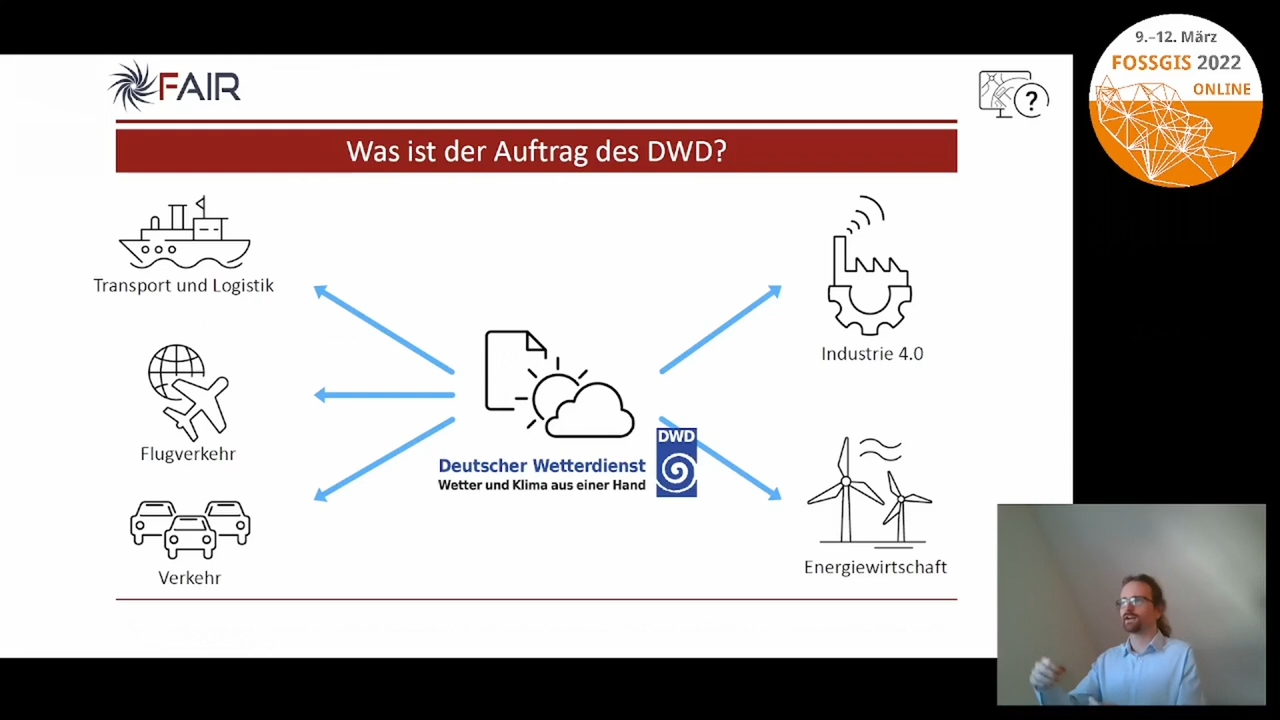 FAIR
?
9.–12. März
FOSSGIS 2022
ONLINE
Was ist der Auftrag des DWD?
Transport und Logistik
Industrie 4.0
Flugverkehr
DWD
Deutscher Wetterdienst
Wetter und Klima aus einer Hand
Verkehr
Energiewirtschaft